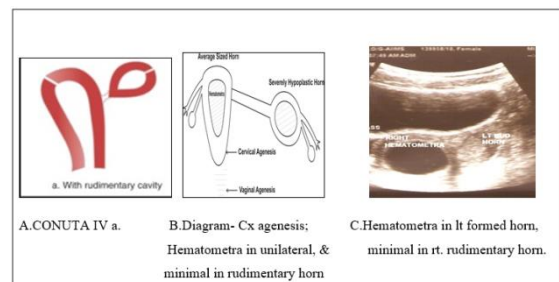 a. With rudimentary cavity
Average Sized Horn
Severely Hypoplastic Horn
Hematometra
Cervical Agenesis
Vaginal Agenesis
RIGHT
HEMATOMETRA
LT RUD
HORN
A.CONUTA IV a.
B.Diagram- Cx agenesis;
Hematometra in unilateral, &
minimal in rudimentary horn
C.Hematometra in lt formed horn,
minimal in rt. rudimentary horn.